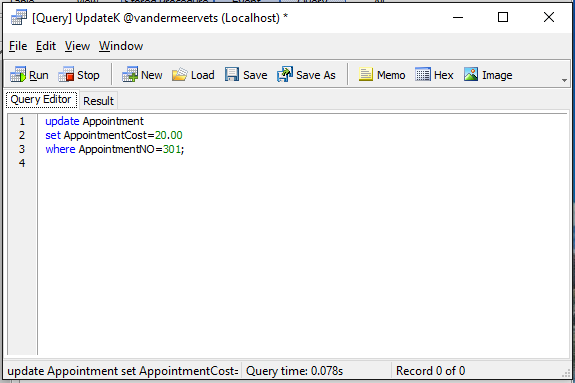 [Query] UpdateK @vandermeervets (Localhost) *
File Edit View Window
Run Stop New Load Save Save As Memo Hex Image
Query Editor Result
1 update Appointment
2 set AppointmentCost=20.00
3 where AppointmentNO=301;
4
update Appointment set AppointmentCost= Query time: 0.078s Record 0 of 0